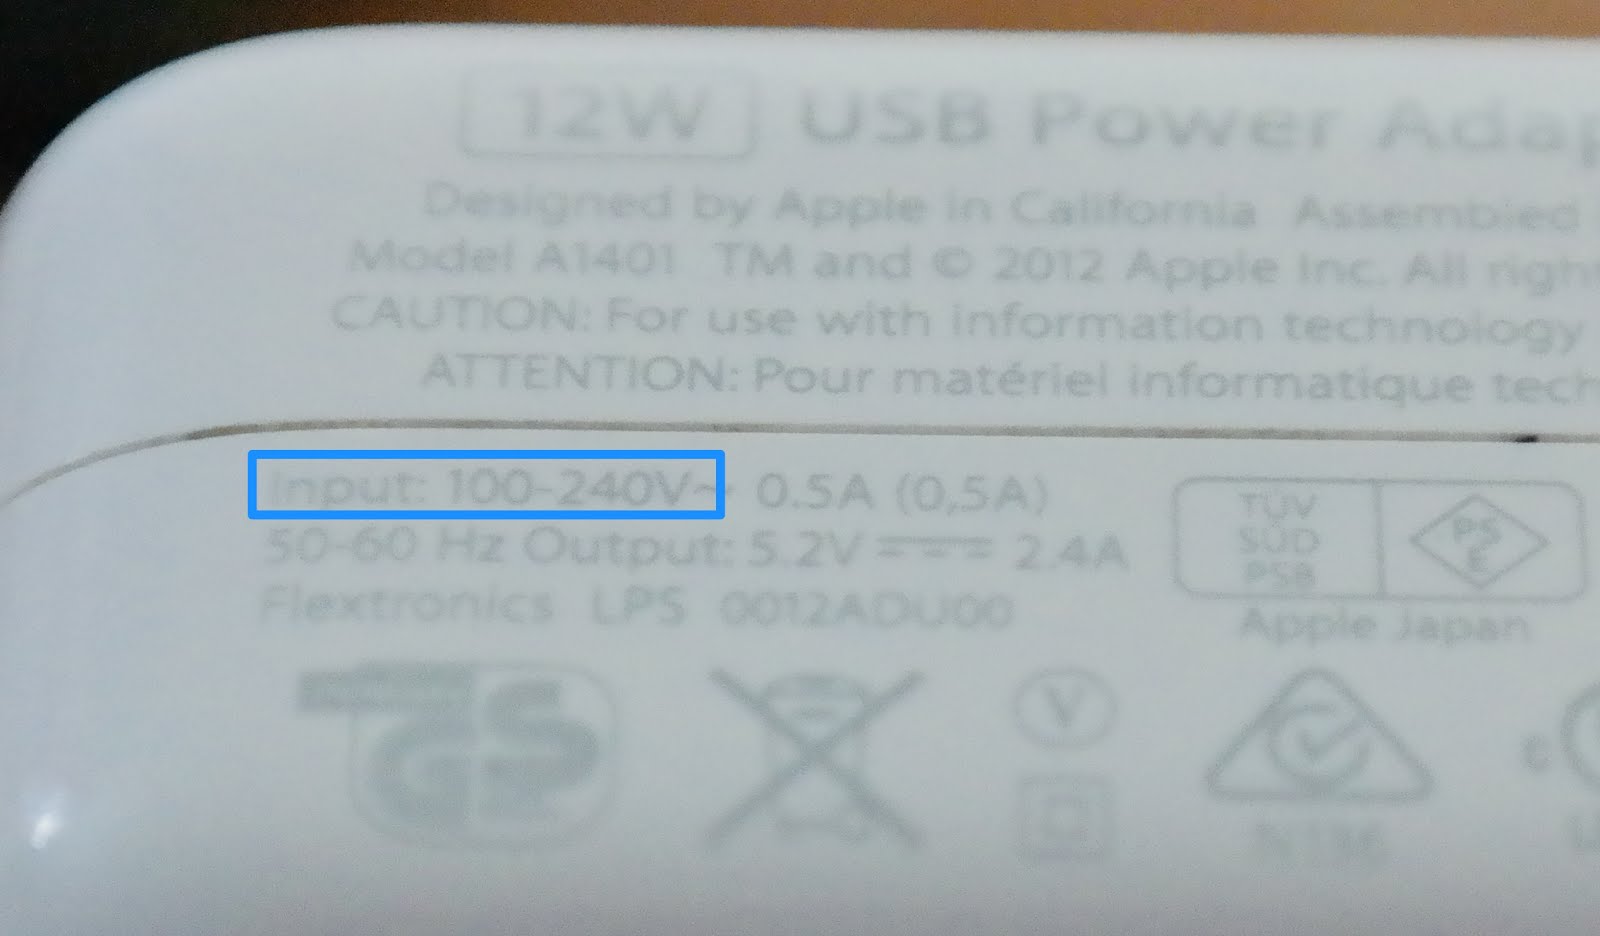 12W USB Power Adap
Designed by Apple in California Assembled
Model A1401 TM and © 2012 Apple Inc. All righ
CAUTION: For use with information technology
ATTENTION: Pour matériel informatique tech
Input: 100-240V~ 0.5A (0,5A)
50-60 Hz Output: 5.2V ⎓ 2.4A
Flextronics LPS 0012ADU00
TÜV
SÜD
PSB
PS
E
Apple Japan
GS
V
N136
c